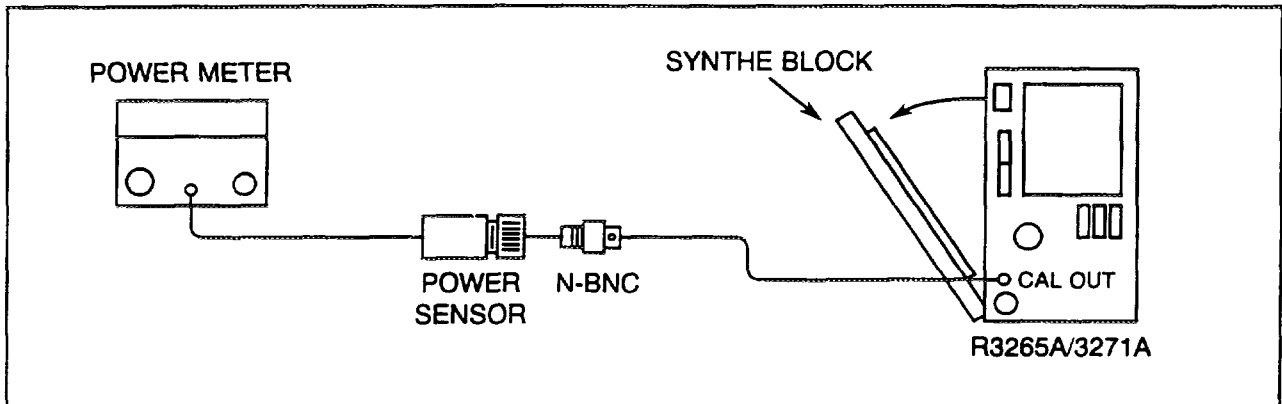 POWER METER
SYNTHE BLOCK
POWER
SENSOR
N-BNC
CAL OUT
R3265A/3271A